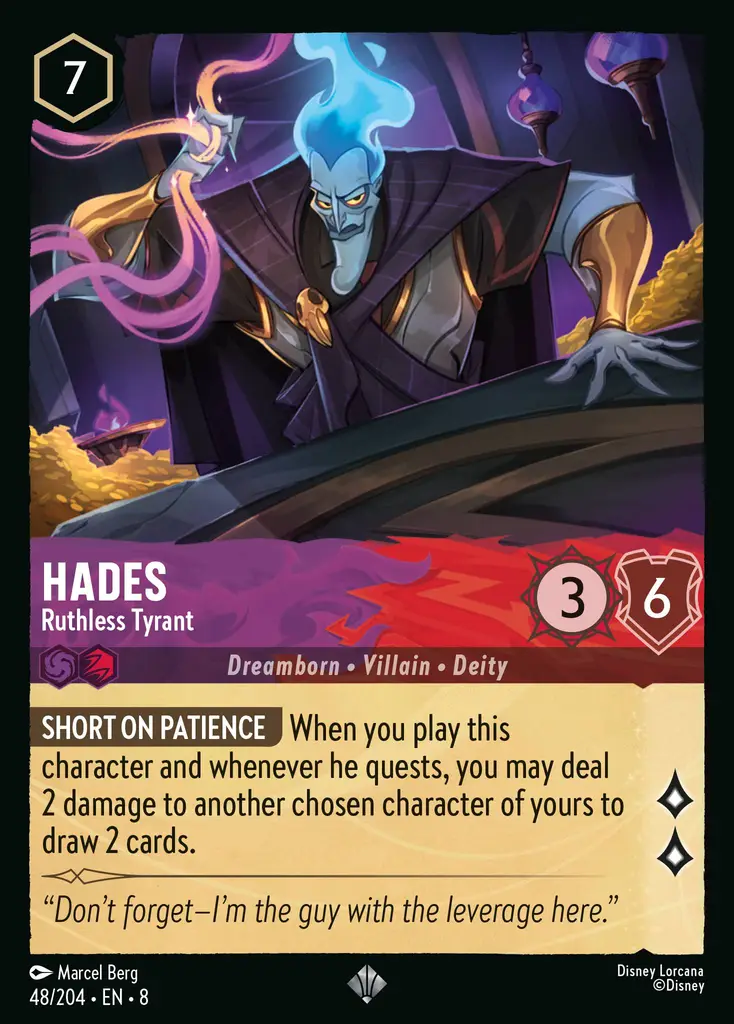 7
HADES
Ruthless Tyrant
3
6
Dreamborn • Villain • Deity
SHORT ON PATIENCE When you play this
character and whenever he quests, you may deal
2 damage to another chosen character of yours to
draw 2 cards.
“Don’t forget–I’m the guy with the leverage here.”
Marcel Berg
48/204 • EN • 8
Disney Lorcana
©Disney